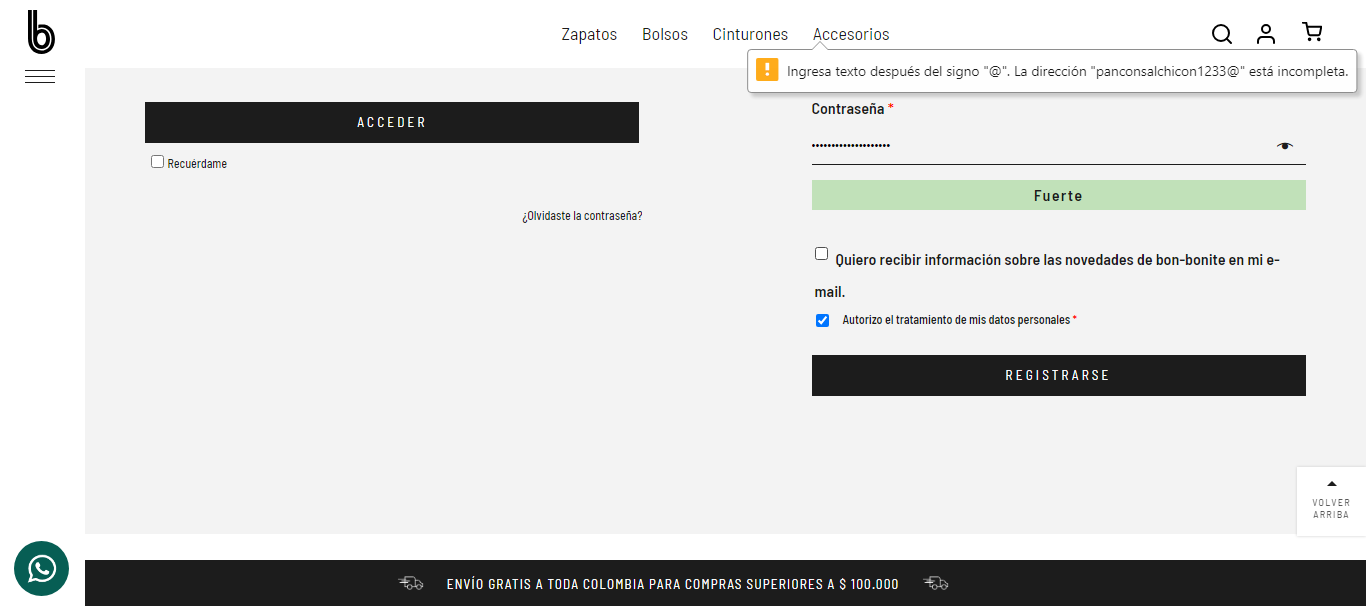 b
Zapatos Bolsos Cinturones Accesorios
Ingresa texto después del signo "@". La dirección "panconsalchicon1233@" está incompleta.
ACCEDER
Recuérdame
¿Olvidaste la contraseña?
Contraseña *
••••••••••••••••••••
Fuerte
Quiero recibir información sobre las novedades de bon-bonite en mi e-
mail.
Autorizo el tratamiento de mis datos personales *
REGISTRARSE
VOLVER
ARRIBA
ENVÍO GRATIS A TODA COLOMBIA PARA COMPRAS SUPERIORES A $ 100.000